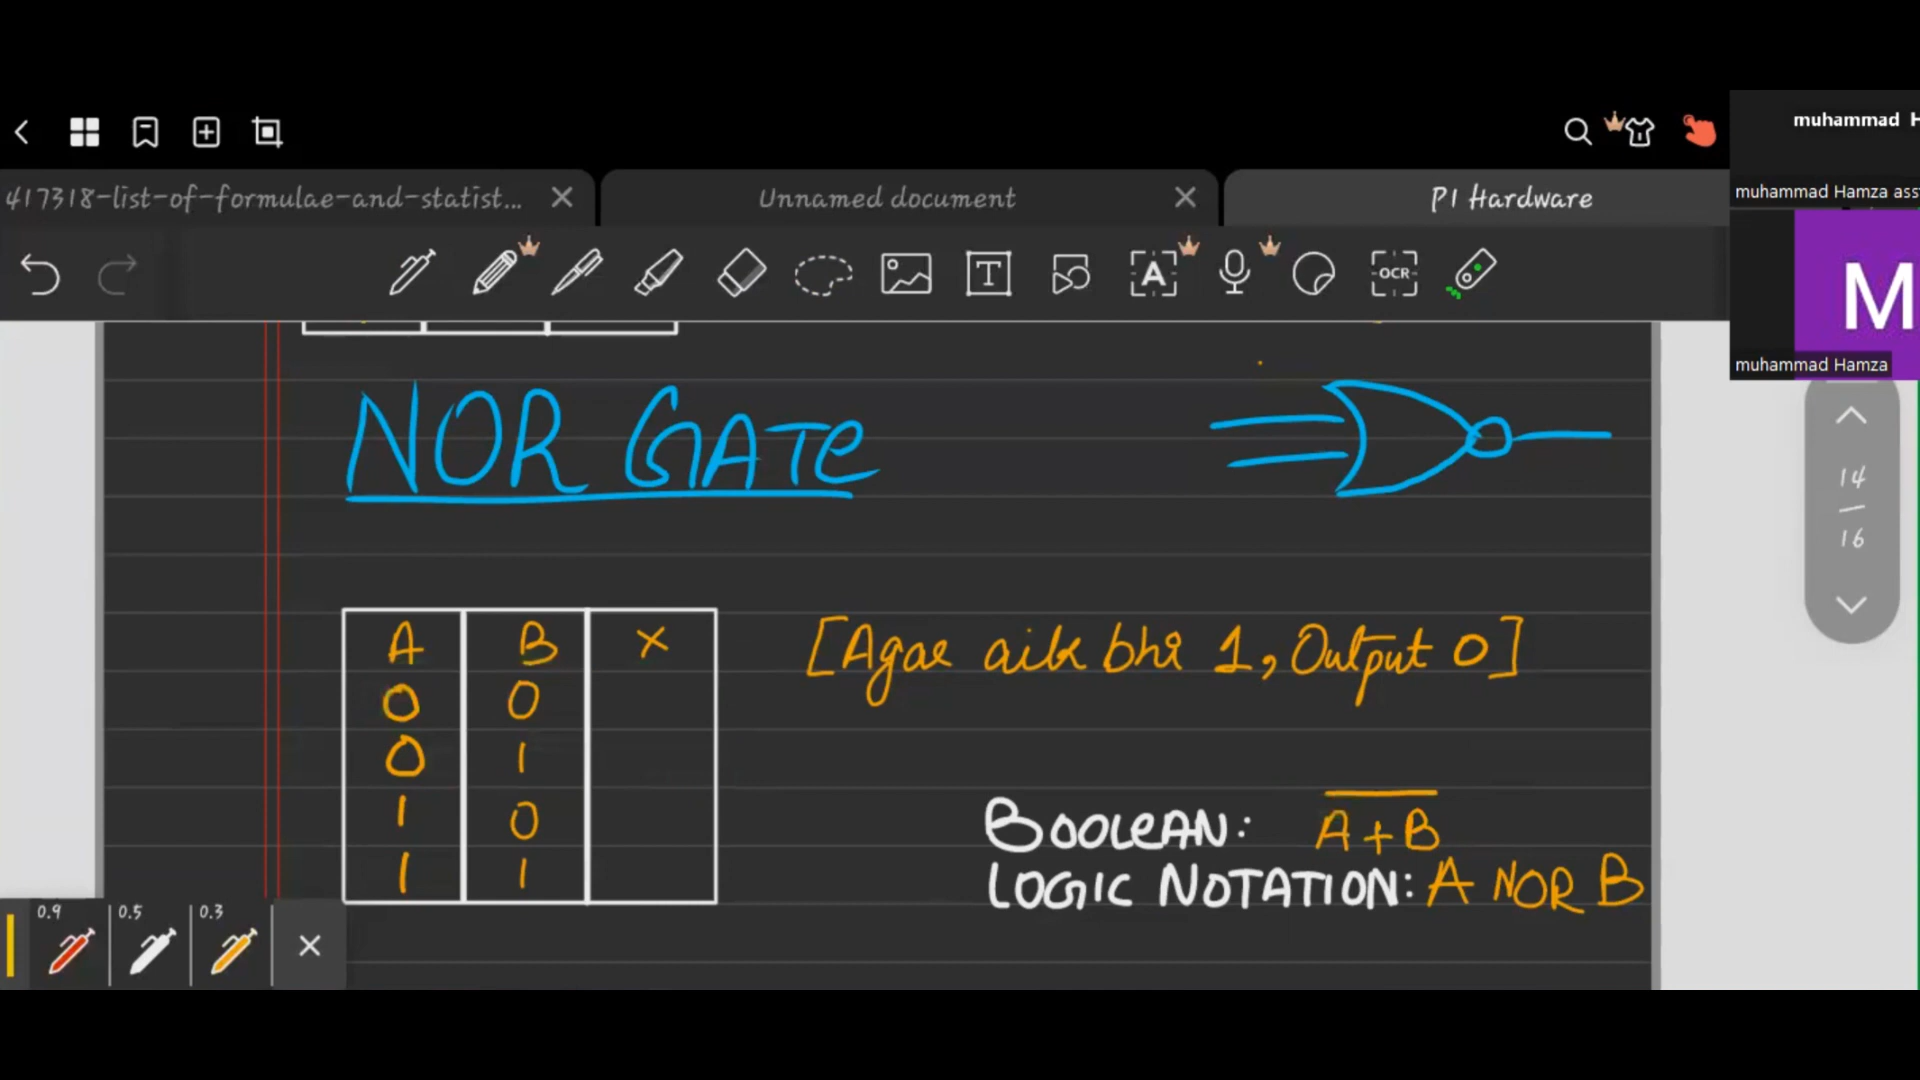 muhammad H
muhammad Hamza ass
417318-list-of-formulae-and-statist...
Unnamed document
P1 Hardware
T
A
OCR
M
muhammad Hamza
NOR GATE
14
16
A B X
[Agar aik bhi 1, Output 0]
0 0
0 1
1 0
1 1
BOOLEAN: A̅ ̅+̅ ̅B̅
LOGIC NOTATION: A NOR B
0.9 0.5 0.3